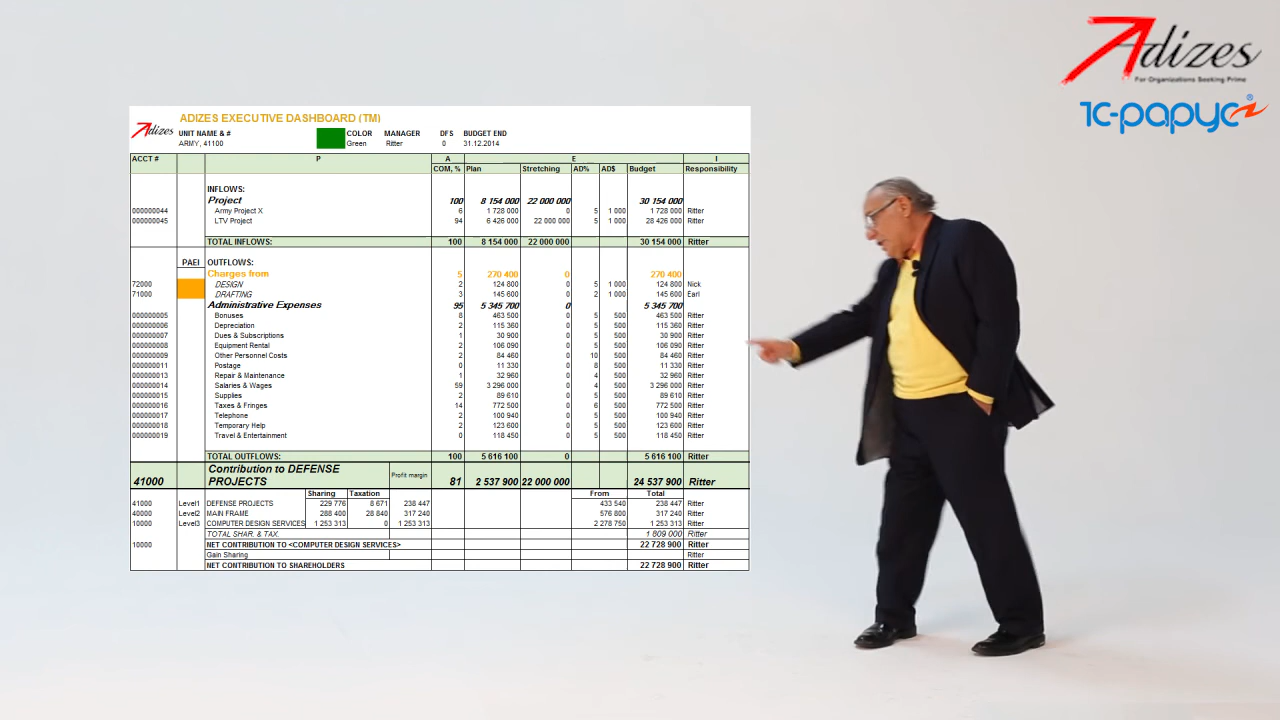 Adizes
For Organizations Seeking Prime
1С-рарус
Adizes
ADIZES EXECUTIVE DASHBOARD (TM)
UNIT NAME & # COLOR MANAGER DFS BUDGET END
ARMY, 41100 Green Ritter 0 31.12.2014
ACCT # P A E I
COM, % Plan Stretching AD% AD$ Budget Responsibility
INFLOWS:
Project 100 8 154 000 22 000 000 30 154 000
000000044 Army Project X 6 1 728 000 0 5 1 000 1 728 000 Ritter
000000045 LTV Project 94 6 426 000 22 000 000 5 1 000 28 426 000 Ritter
TOTAL INFLOWS: 100 8 154 000 22 000 000 30 154 000 Ritter
PAEI OUTFLOWS:
Charges from 5 270 400 0 270 400
72000 DESIGN 2 124 800 0 5 1 000 124 800 Nick
71000 DRAFTING 3 145 600 0 2 1 000 145 600 Earl
Administrative Expenses 95 5 345 700 0 5 345 700
000000005 Bonuses 8 463 500 0 5 500 463 500 Ritter
000000006 Depreciation 2 115 360 0 5 500 115 360 Ritter
000000007 Dues & Subscriptions 1 30 900 0 5 500 30 900 Ritter
000000008 Equipment Rental 2 106 090 0 5 500 106 090 Ritter
000000009 Other Personnel Costs 2 84 460 0 10 500 84 460 Ritter
000000011 Postage 0 11 330 0 8 500 11 330 Ritter
000000013 Repair & Maintenance 1 32 960 0 4 500 32 960 Ritter
000000014 Salaries & Wages 59 3 296 000 0 4 500 3 296 000 Ritter
000000015 Supplies 2 89 610 0 5 500 89 610 Ritter
000000016 Taxes & Fringes 14 772 500 0 6 500 772 500 Ritter
000000017 Telephone 2 100 940 0 5 500 100 940 Ritter
000000018 Temporary Help 2 123 600 0 5 500 123 600 Ritter
000000019 Travel & Entertainment 0 118 450 0 5 500 118 450 Ritter
TOTAL OUTFLOWS: 100 5 616 100 0 5 616 100 Ritter
41000 Contribution to DEFENSE PROJECTS Profit margin 81 2 537 900 22 000 000 24 537 900 Ritter
Sharing Taxation From Total
41000 Level1 DEFENSE PROJECTS 229 776 8 671 238 447 433 540 238 447 Ritter
40000 Level2 MAIN FRAME 288 400 28 840 317 240 576 800 317 240 Ritter
10000 Level3 COMPUTER DESIGN SERVICES 1 253 313 0 1 253 313 2 278 750 1 253 313 Ritter
TOTAL SHAR. & TAX. 1 809 000 Ritter
10000 NET CONTRIBUTION TO <COMPUTER DESIGN SERVICES> 22 728 900 Ritter
Gain Sharing Ritter
NET CONTRIBUTION TO SHAREHOLDERS 22 728 900 Ritter